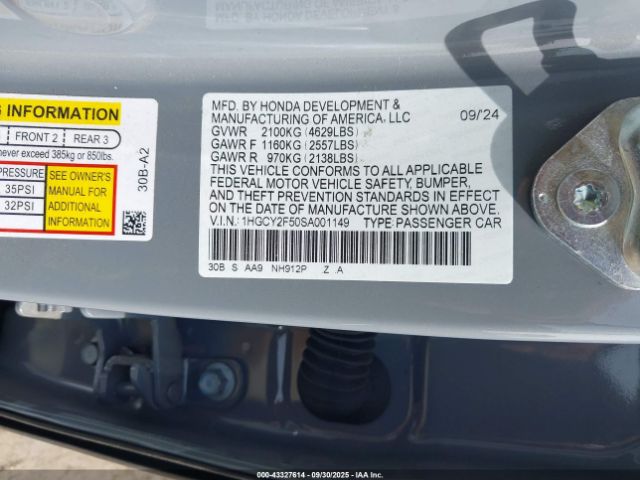 G INFORMATION
FRONT 2 REAR 3
never exceed 385kg or 850lbs.
PRESSURE
35PSI
32PSI
SEE OWNER'S
MANUAL FOR
ADDITIONAL
INFORMATION
30B-A2
MFD. BY HONDA DEVELOPMENT &
MANUFACTURING OF AMERICA, LLC 09/24
GVWR 2100KG (4629LBS)
GAWR F 1160KG (2557LBS)
GAWR R 970KG (2138LBS)
THIS VEHICLE CONFORMS TO ALL APPLICABLE
FEDERAL MOTOR VEHICLE SAFETY, BUMPER,
AND THEFT PREVENTION STANDARDS IN EFFECT
ON THE DATE OF MANUFACTURE SHOWN ABOVE.
V.I.N.: 1HGCY2F50SA001149 TYPE PASSENGER CAR
30B S AA9 NH912P .Z .A
IAA - 43327614 - 09/30/2025 - IAAI.COM